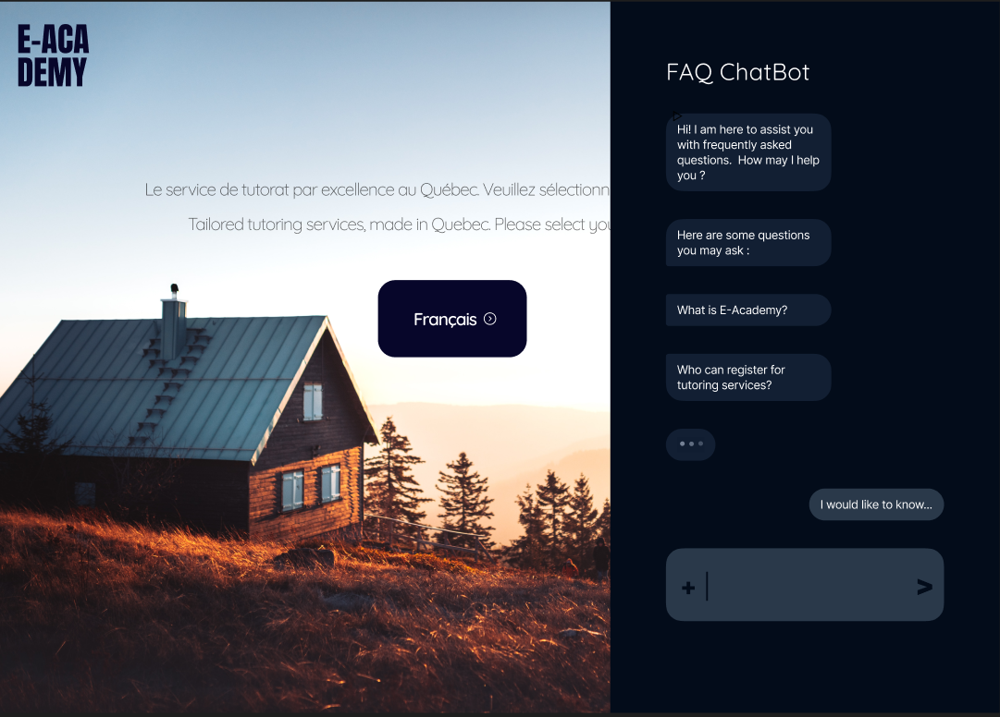 E-ACA
DEMY
Le service de tutorat par excellence au Québec. Veuillez sélectionn
Tailored tutoring services, made in Quebec. Please select you
Français
FAQ ChatBot
Hi! I am here to assist you
with frequently asked
questions.  How may I help
you ?
Here are some questions
you may ask :
What is E-Academy?
Who can register for
tutoring services?
I would like to know...
+
>